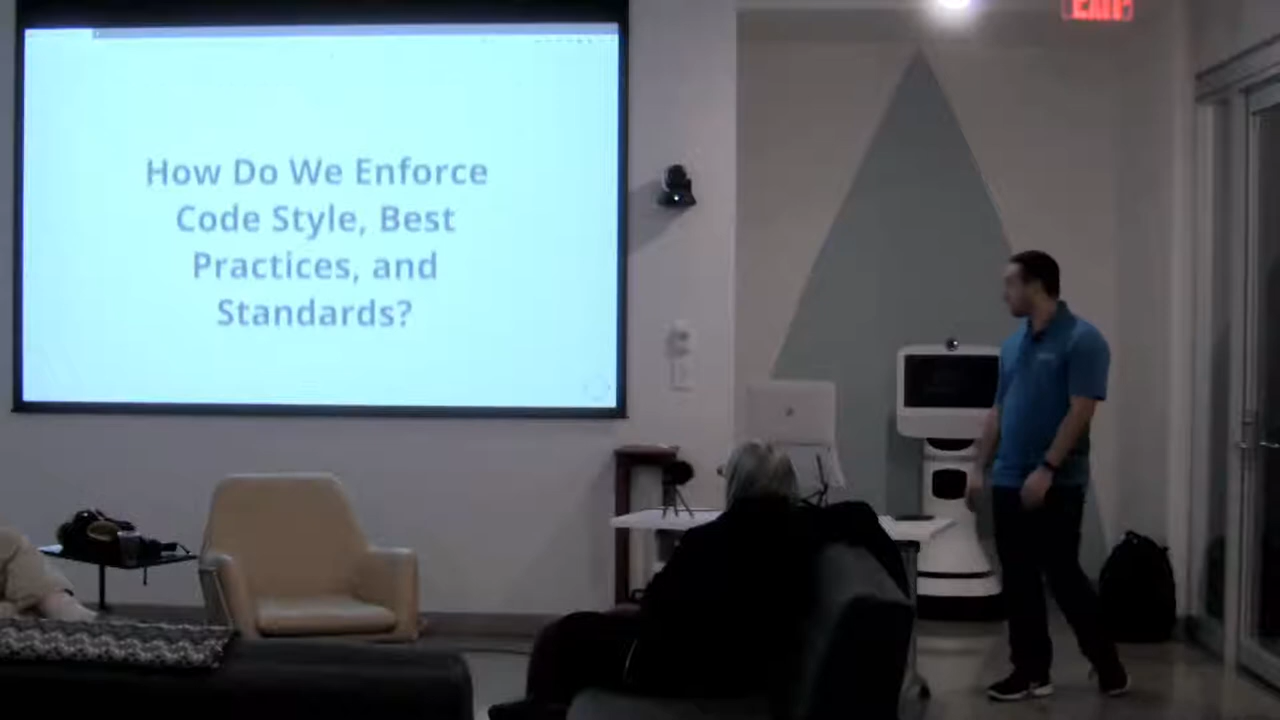 EXIT
How Do We Enforce
Code Style, Best
Practices, and
Standards?